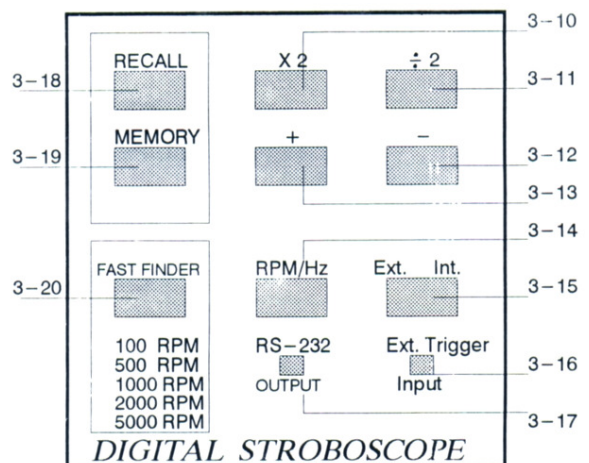 3-10
RECALL X 2 ÷ 2
3-18
3-11
MEMORY + −
3-19
3-12
3-13
3-14
FAST FINDER RPM/Hz Ext. Int.
3-20
3-15
100 RPM RS-232 Ext. Trigger
500 RPM
3-16
1000 RPM OUTPUT Input
2000 RPM
3-17
5000 RPM
DIGITAL STROBOSCOPE